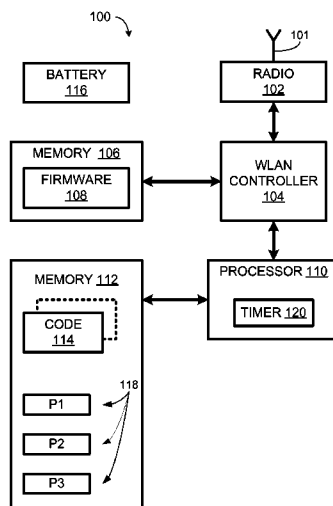 100
101
BATTERY
116
RADIO
102
MEMORY 106
FIRMWARE
108
WLAN
CONTROLLER
104
MEMORY 112
CODE
114
PROCESSOR 110
TIMER 120
118
P1
P2
P3